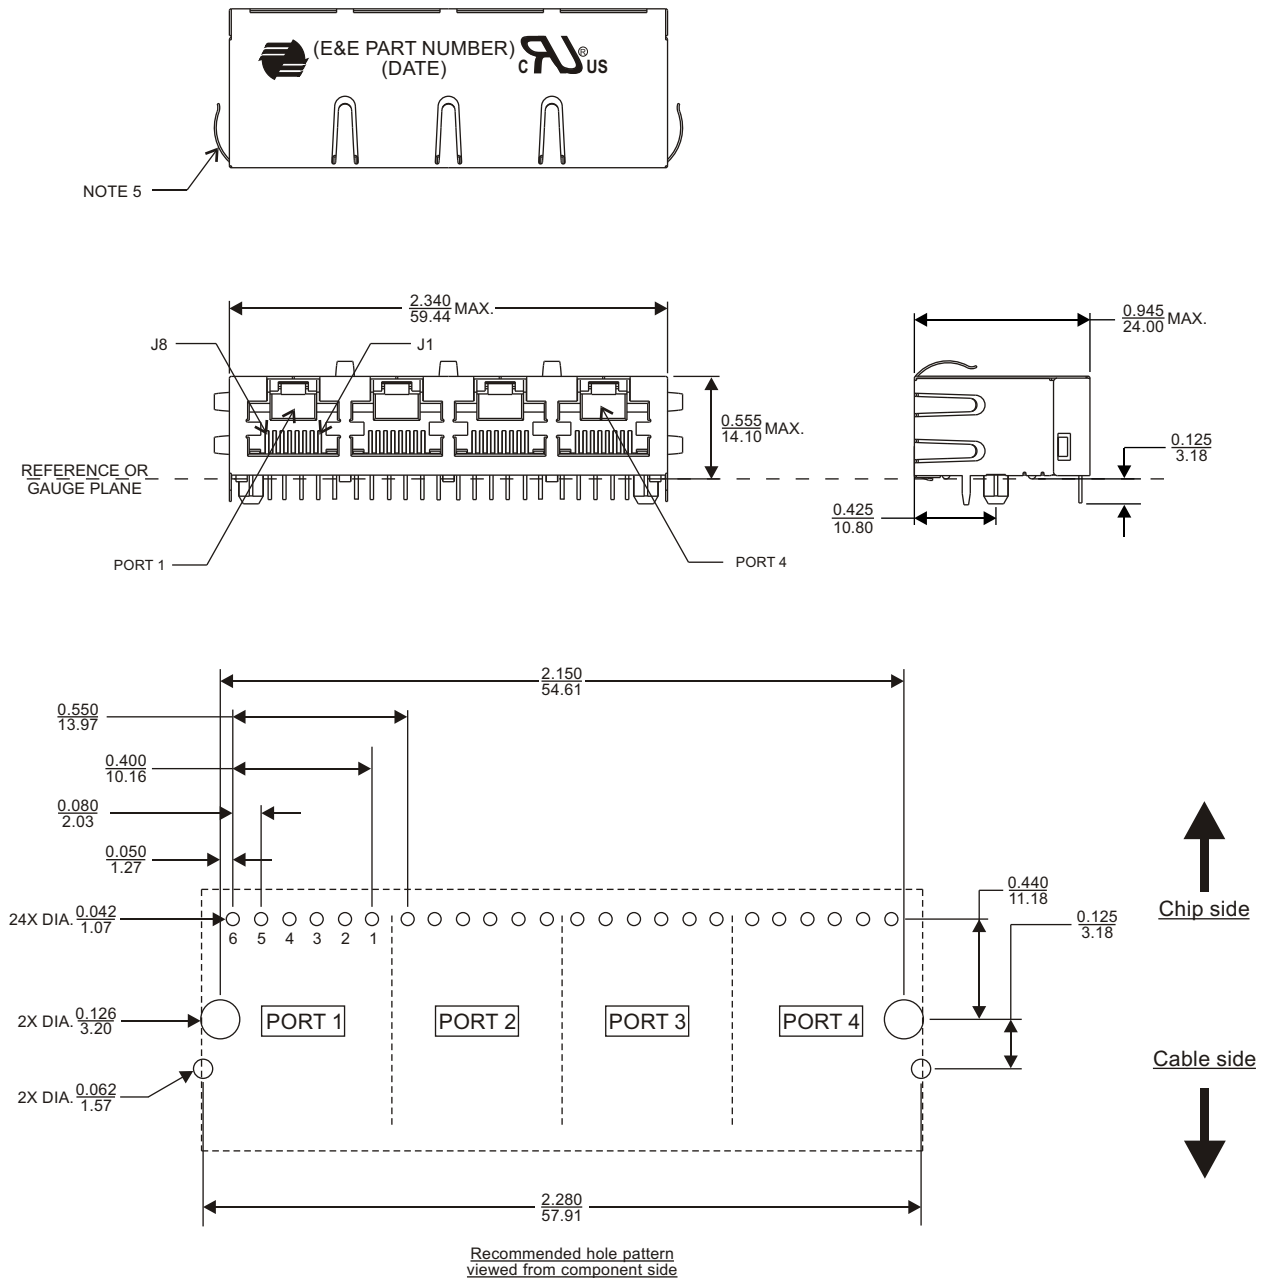 (E&E PART NUMBER)
(DATE)
C RU ® US
NOTE 5
2.340
59.44 MAX.
0.945
24.00 MAX.
J8
J1
0.555
14.10 MAX.
0.125
3.18
REFERENCE OR
GAUGE PLANE
0.425
10.80
PORT 1
PORT 4
2.150
54.61
0.550
13.97
0.400
10.16
0.080
2.03
0.050
1.27
0.440
11.18
24X DIA. 0.042
1.07
6 5 4 3 2 1
0.125
3.18
Chip side
2X DIA. 0.126
3.20
PORT 1
PORT 2
PORT 3
PORT 4
Cable side
2X DIA. 0.062
1.57
2.280
57.91
Recommended hole pattern
viewed from component side